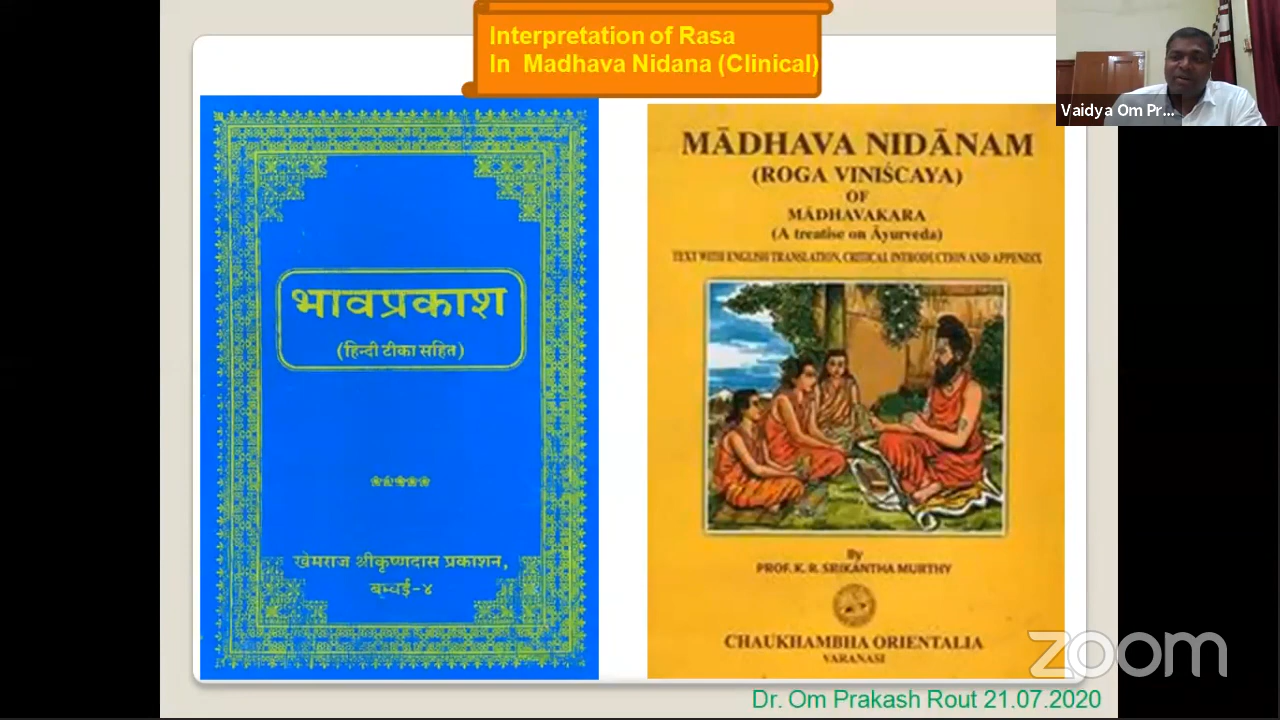 Interpretation of Rasa
In Madhava Nidana (Clinical)
Vaidya Om Pr...
भावप्रकाश
(हिन्दी टीका सहित)
खेमराज श्रीकृष्णदास प्रकाशन,
बम्बई-४
MĀDHAVA NIDĀNAM
(ROGA VINIŚCAYA)
OF
MĀDHAVAKARA
(A treatise on Āyurveda)
TEXT WITH ENGLISH TRANSLATION, CRITICAL INTRODUCTION AND APPENDIX
By
PROF. K. R. SRIKANTHA MURTHY
CHAUKHAMBHA ORIENTALIA
VARANASI
zoom
Dr. Om Prakash Rout 21.07.2020